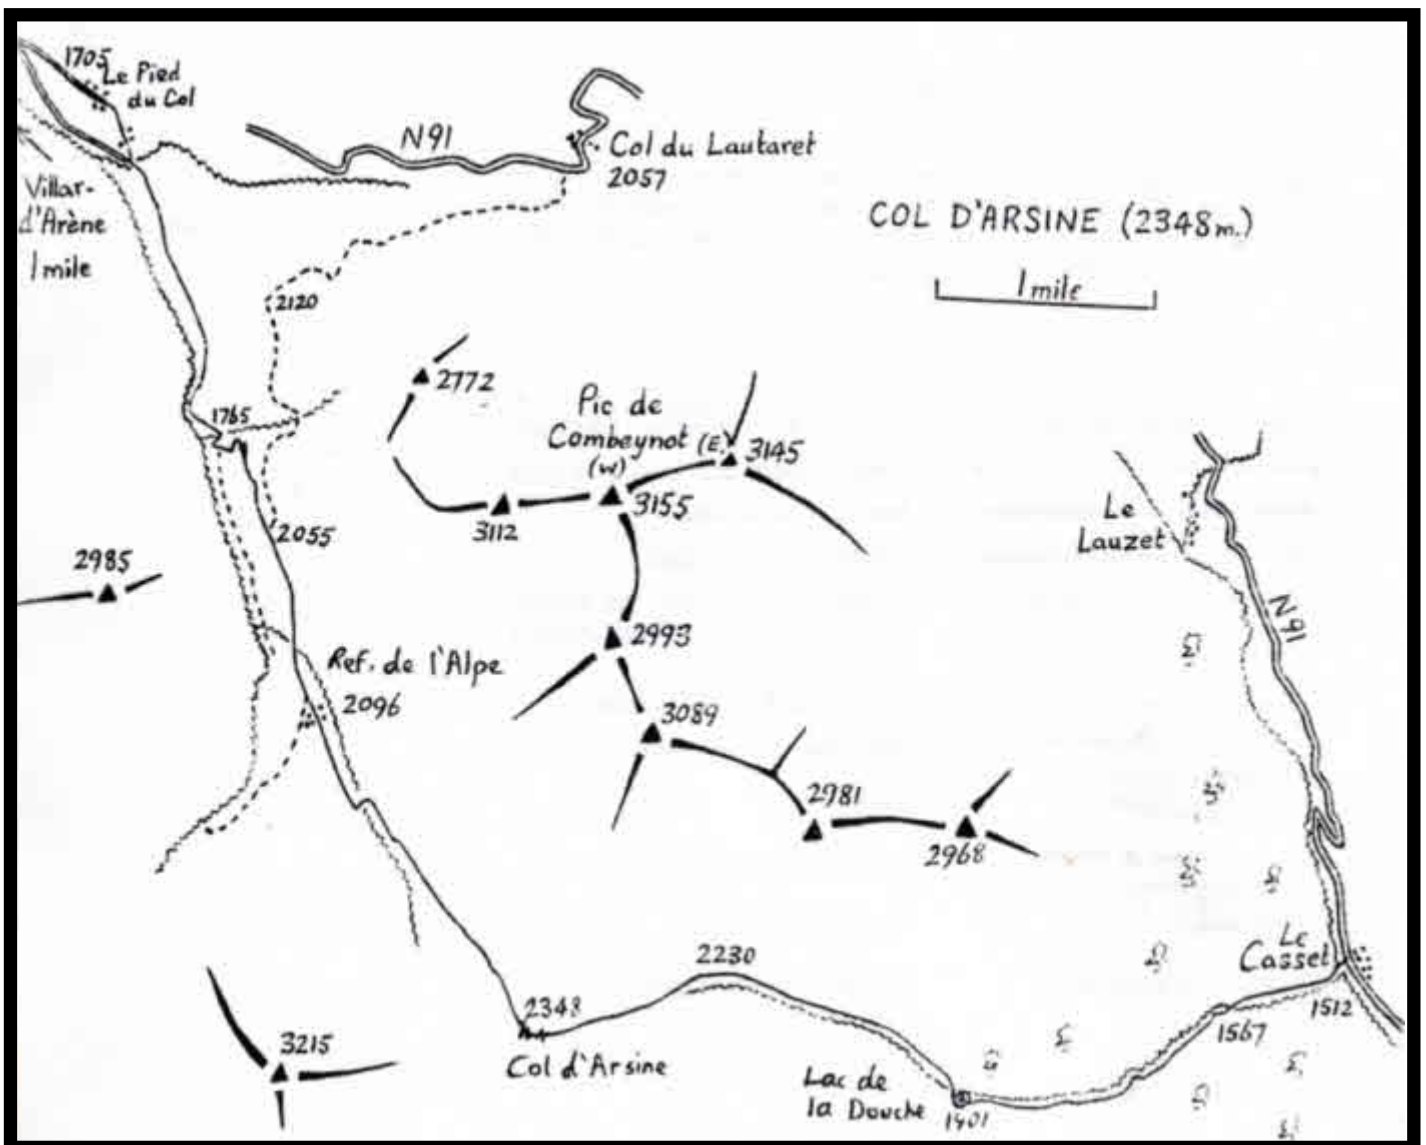 1705
Le Pied
du Col
N91
Col du Lautaret
2057
Villar-
d'Arène
1 mile
COL D'ARSINE (2348m.)
1 mile
2120
2772
1765
Pic de
Combeynot (E.)
(W)
3145
3155
3112
2055
Le
Lauzet
2985
N91
2993
Ref. de l'Alpe
2096
3089
2981
2968
2230
Le
Casset
2348
1512
1567
3215
Col d'Arsine
Lac de
la Douche
1901